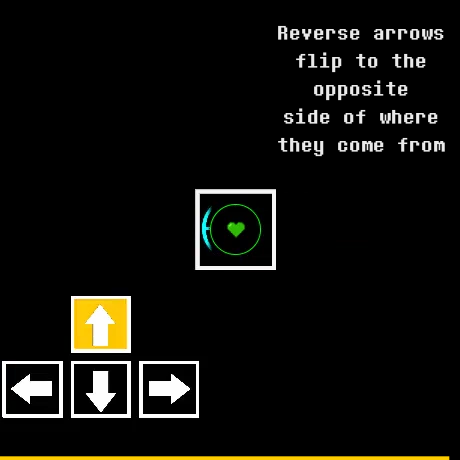 Reverse arrows
flip to the
opposite
side of where
they come from